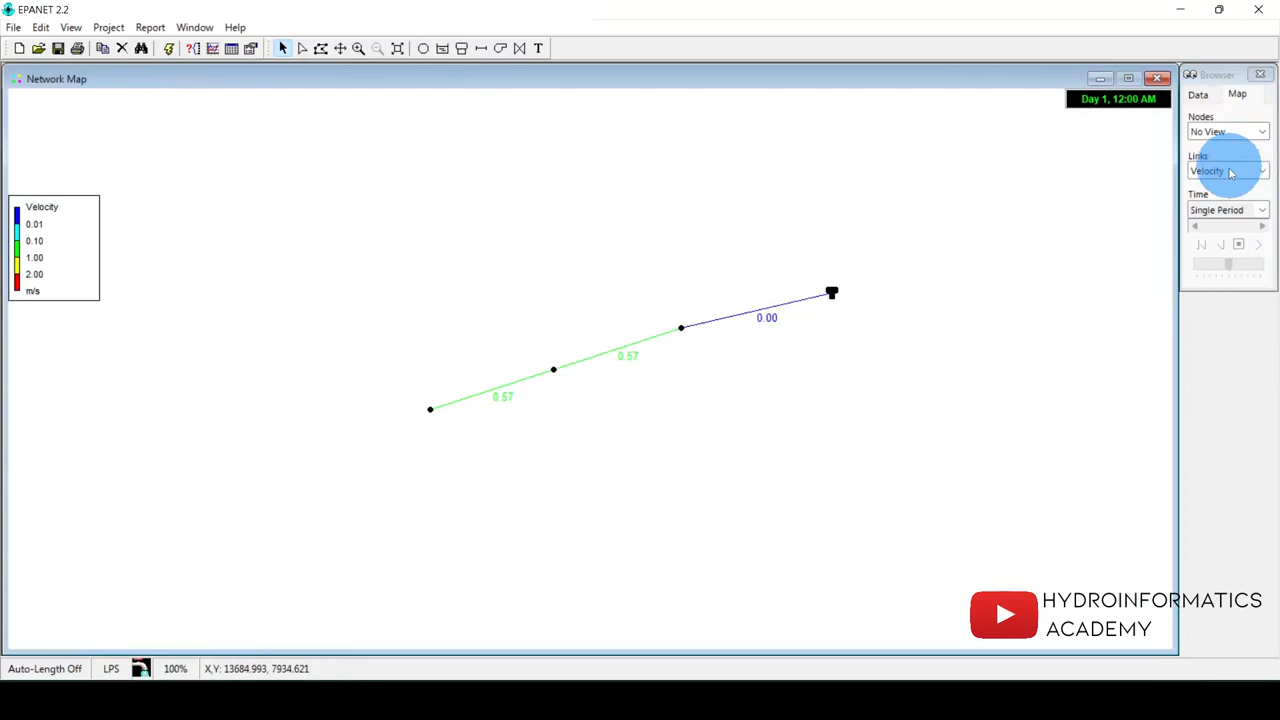 EPANET 2.2
File Edit View Project Report Window Help
T
Network Map
Browser
Day 1, 12:00 AM
Data Map
Nodes
No View
Links
Velocity
Time
Single Period
Velocity
0.01
0.10
1.00
2.00
m/s
0.00
0.57
0.57
HYDROINFORMATICS
ACADEMY
Auto-Length Off LPS 100% X,Y: 13684.993, 7934.621